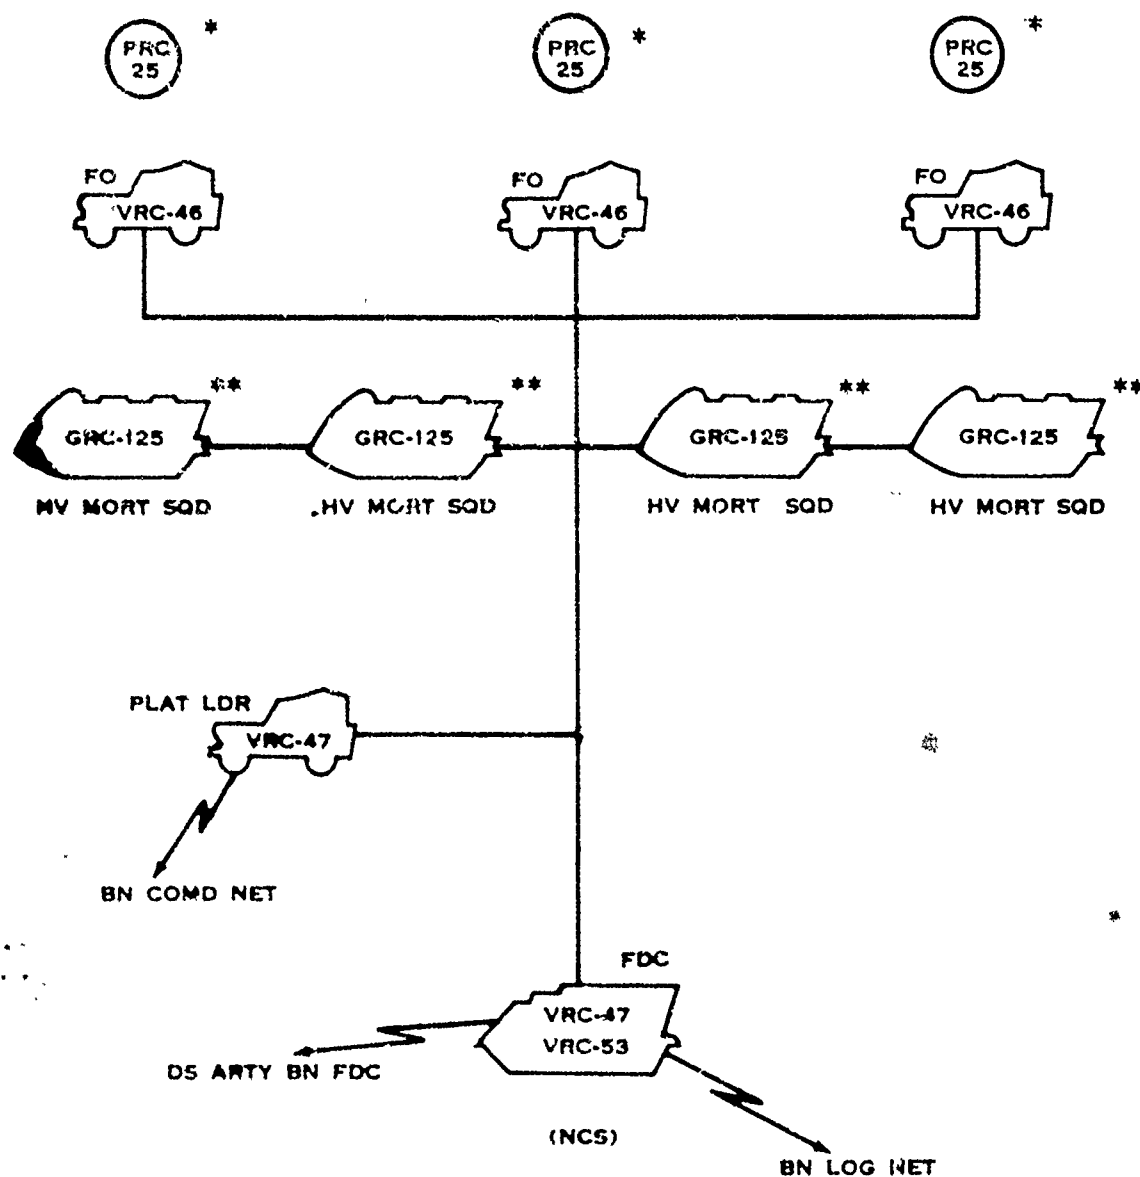 PRC
25
*
PRC
25
*
PRC
25
*
FO
VRC-46
FO
VRC-46
FO
VRC-46
**
GRC-125
**
GRC-125
**
GRC-125
**
GRC-125
HV MORT SQD
HV MORT SQD
HV MORT SQD
HV MORT SQD
PLAT LDR
VRC-47
BN COMD NET
FDC
VRC-47
VRC-53
DS ARTY BN FDC
(NCS)
BN LOG NET